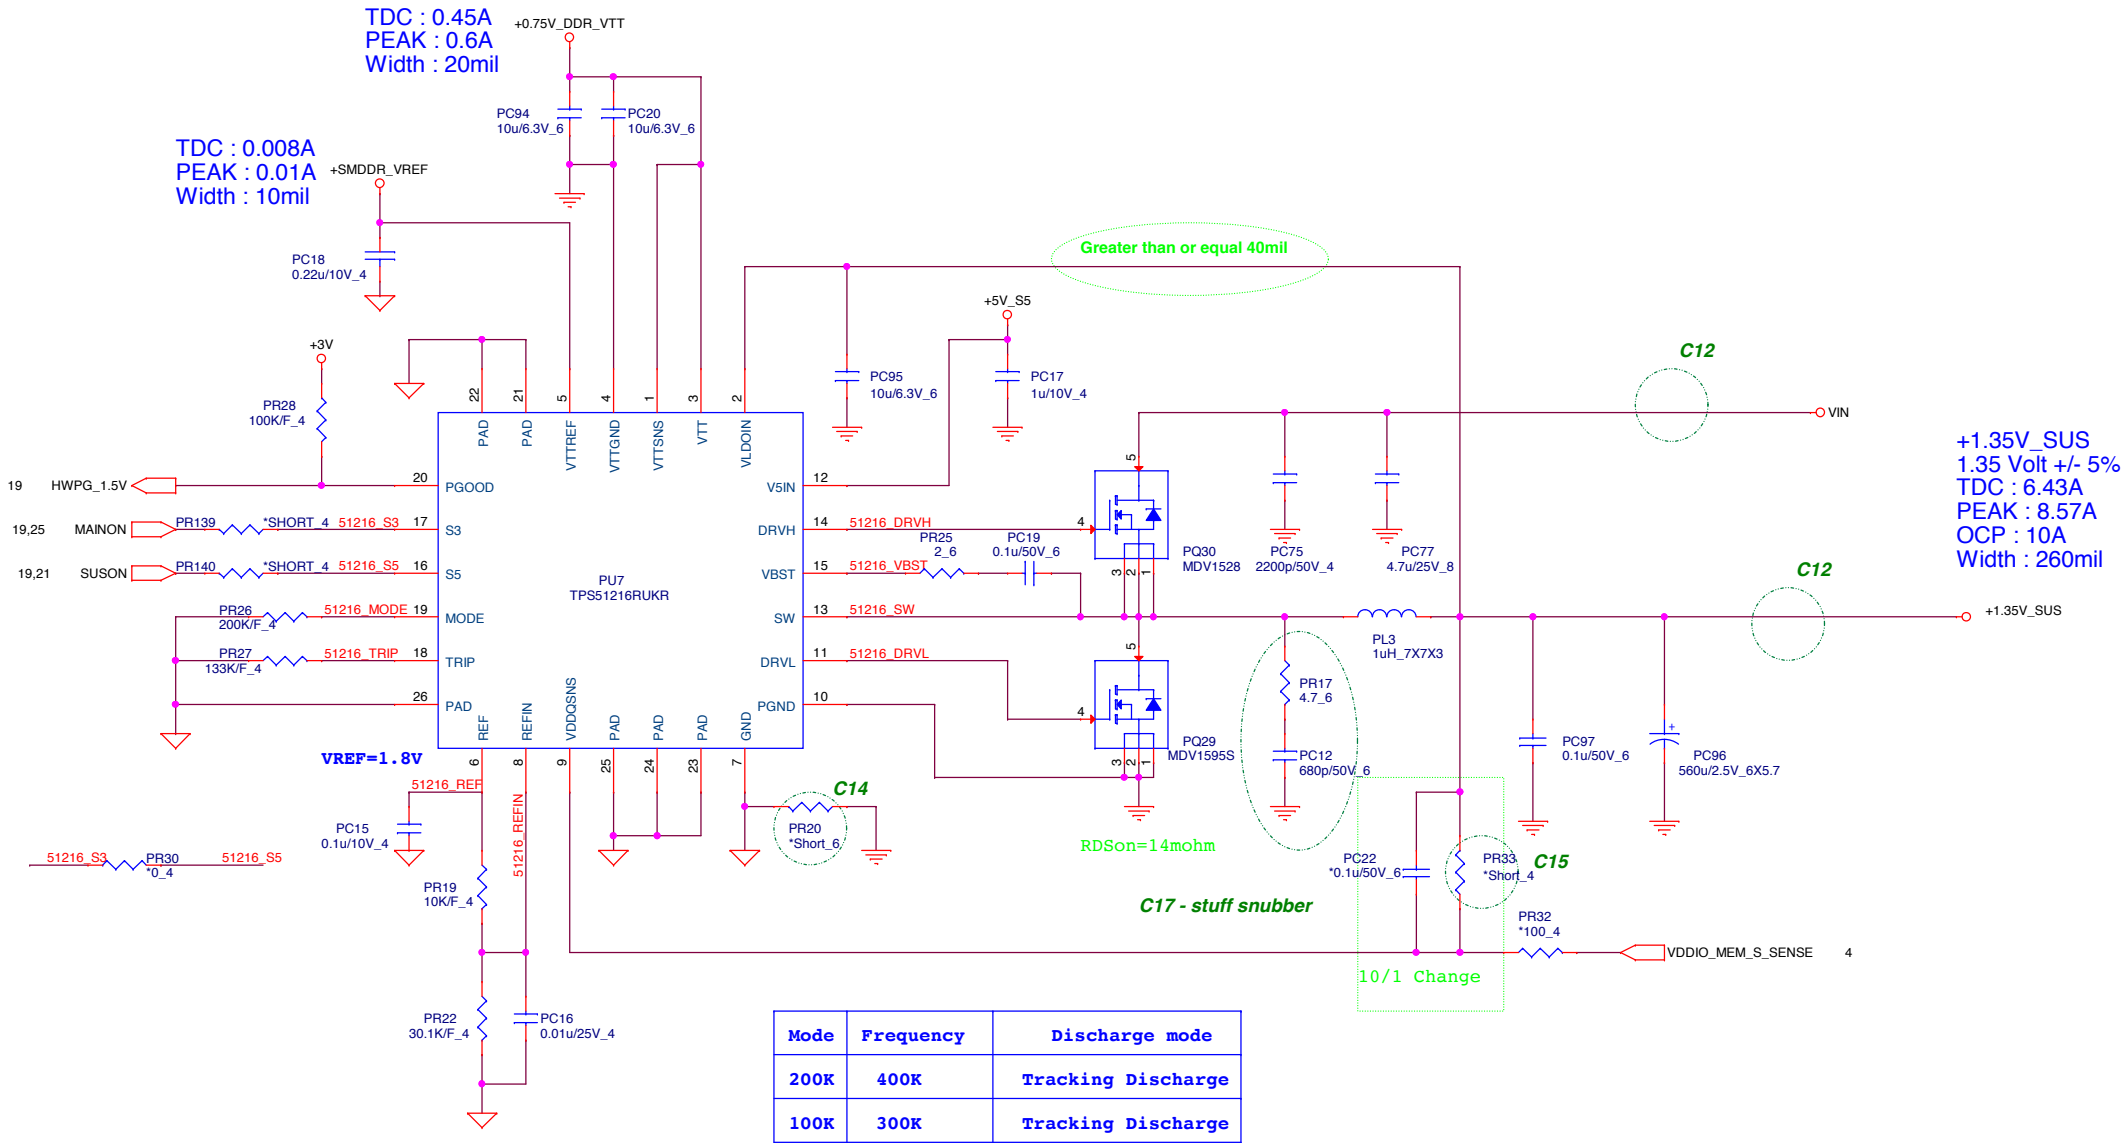 TDC : 0.45A
PEAK : 0.6A
Width : 20mil
+0.75V_DDR_VTT
PC94
10u/6.3V_6
PC20
10u/6.3V_6
TDC : 0.008A
PEAK : 0.01A
Width : 10mil
+SMDDR_VREF
PC18
0.22u/10V_4
Greater than or equal 40mil
+5V_S5
+3V
PR28
100K/F_4
PC95
10u/6.3V_6
PC17
1u/10V_4
C12
VIN
+1.35V_SUS
1.35 Volt +/- 5%
TDC : 6.43A
PEAK : 8.57A
OCP : 10A
Width : 260mil
22
21
5
4
1
3
2
PAD
PAD
VTTREF
VTTGND
VTTSNS
VTT
VLDOIN
19 HWPG_1.5V
20
PGOOD
19,25 MAINON
PR139
*SHORT_4
51216_S3
17
S3
19,21 SUSON
PR140
*SHORT_4
51216_S5
16
S5
PR26
200K/F_4
51216_MODE
19
MODE
PR27
133K/F_4
51216_TRIP
18
TRIP
26
PAD
PU7
TPS51216RUKR
V5IN
12
DRVH
14
51216_DRVH
VBST
15
51216_VBST
PR25
2_6
PC19
0.1u/50V_6
SW
13
51216_SW
DRVL
11
51216_DRVL
PGND
10
5
4
3
2
1
PQ30
MDV1528
PC75
2200p/50V_4
PC77
4.7u/25V_8
C12
+1.35V_SUS
PL3
1uH_7X7X3
5
4
3
2
1
PQ29
MDV1595S
PR17
4.7_6
PC12
680p/50V_6
PC97
0.1u/50V_6
+
PC96
560u/2.5V_6X5.7
REF
REFIN
VDDQSNS
PAD
PAD
PAD
GND
6
8
9
25
24
23
7
VREF=1.8V
51216_REF
51216_REFIN
PC15
0.1u/10V_4
C14
PR20
*Short_6
RDSon=14mohm
51216_S3
PR30
*0_4
51216_S5
PR19
10K/F_4
PC22
*0.1u/50V_6
PR33
*Short_4
C15
C17 - stuff snubber
PR32
*100_4
VDDIO_MEM_S_SENSE 4
10/1 Change
PR22
30.1K/F_4
PC16
0.01u/25V_4
Mode Frequency Discharge mode
200K 400K Tracking Discharge
100K 300K Tracking Discharge